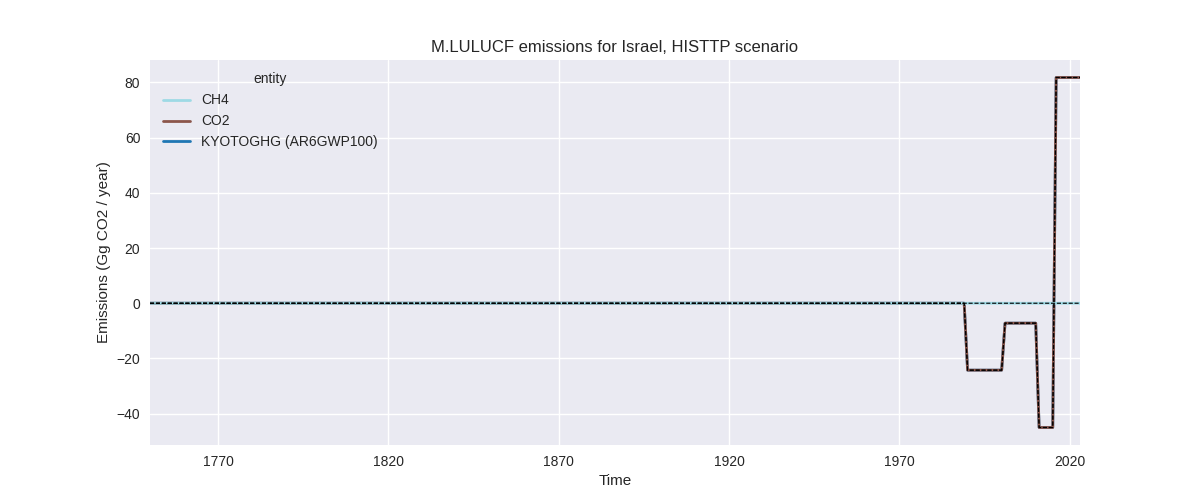 M.LULUCF emissions for Israel, HISTTP scenario
entity
CH4
CO2
KYOTOGHG (AR6GWP100)
Emissions (Gg CO2 / year)
80
60
40
20
0
−20
−40
1770
1820
1870
1920
1970
2020
Time